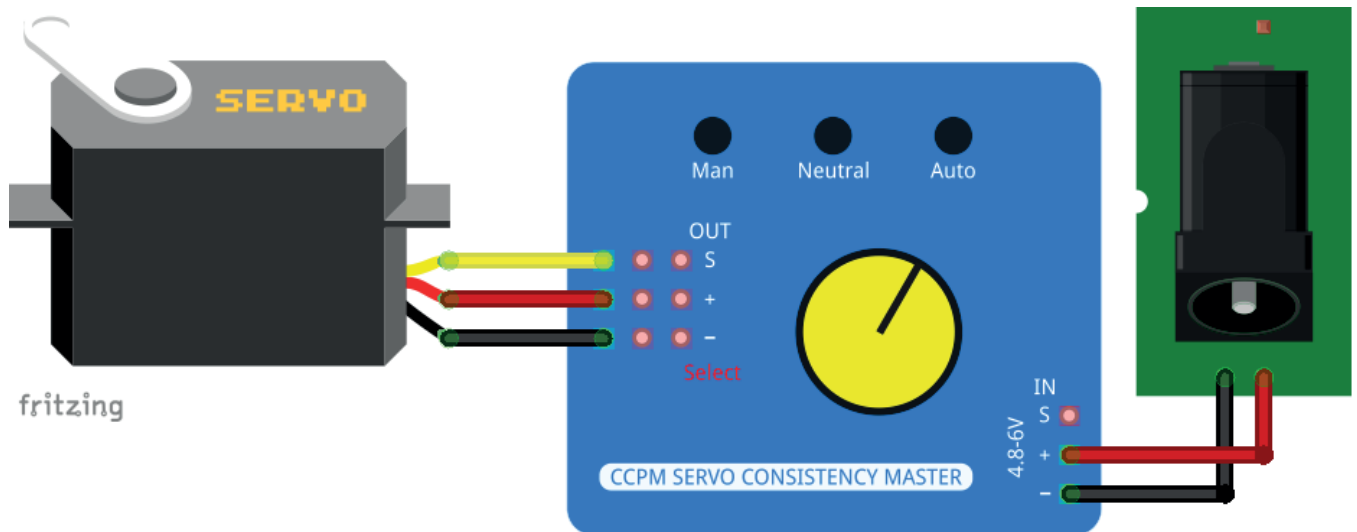 SERVO
Man Neutral Auto
OUT
S
+
−
Select
IN
S
4.8-6V
+
−
CCPM SERVO CONSISTENCY MASTER
fritzing